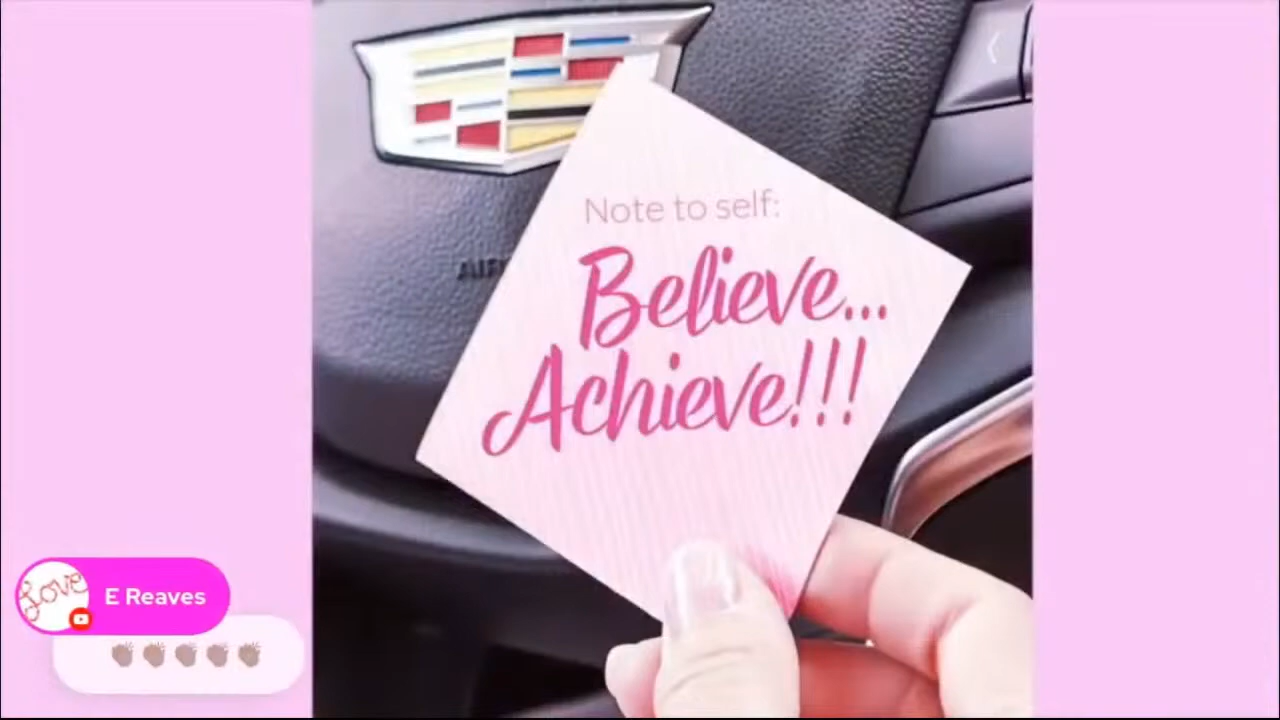 Note to self:
Believe...
Achieve!!!
E Reaves
👏🏽👏🏽👏🏽👏🏽👏🏽